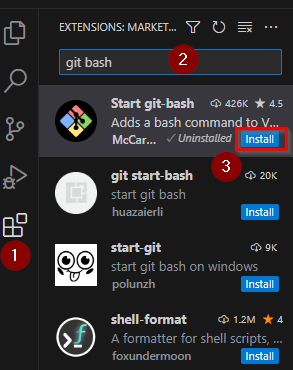 EXTENSIONS: MARKET...
git bash
2
Start git-bash 426K 4.5
Adds a bash command to V...
McCar... Uninstalled Install
3
git start-bash 20K
start git bash
huazaierli Install
1
start-git 9K
start git bash on windows
polunzh Install
shell-format 1.2M 4
A formatter for shell scripts, ...
foxundermoon Install